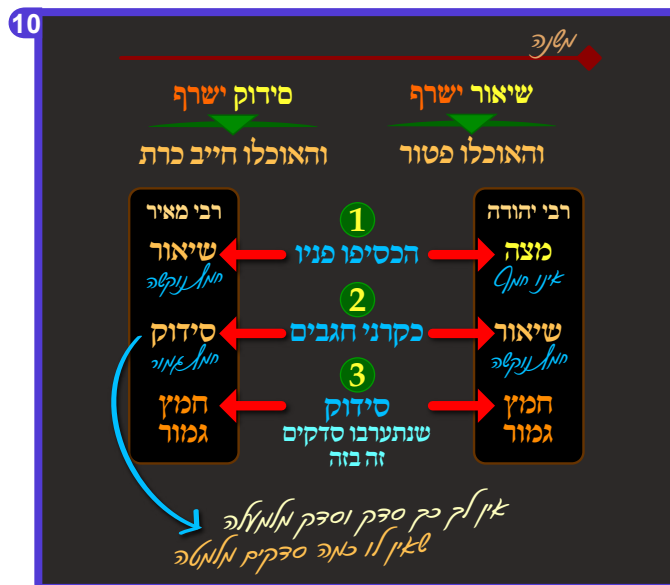 10
משנה
שיאור ישרף
סידוק ישרף
והאוכלו פטור
והאוכלו חייב כרת
רבי יהודה
רבי מאיר
1
מצה
הכסיפו פניו
שיאור
אינו חמץ
חמץ נוקשה
2
שיאור
כקרני חגבים
סידוק
חמץ נוקשה
חמץ גמור
3
חמץ
גמור
סידוק
חמץ
גמור
שנתערבו סדקים
זה בזה
אין לך כך סדק וסדק מלמעלה
שאין לו כמה סדקים מלמטה